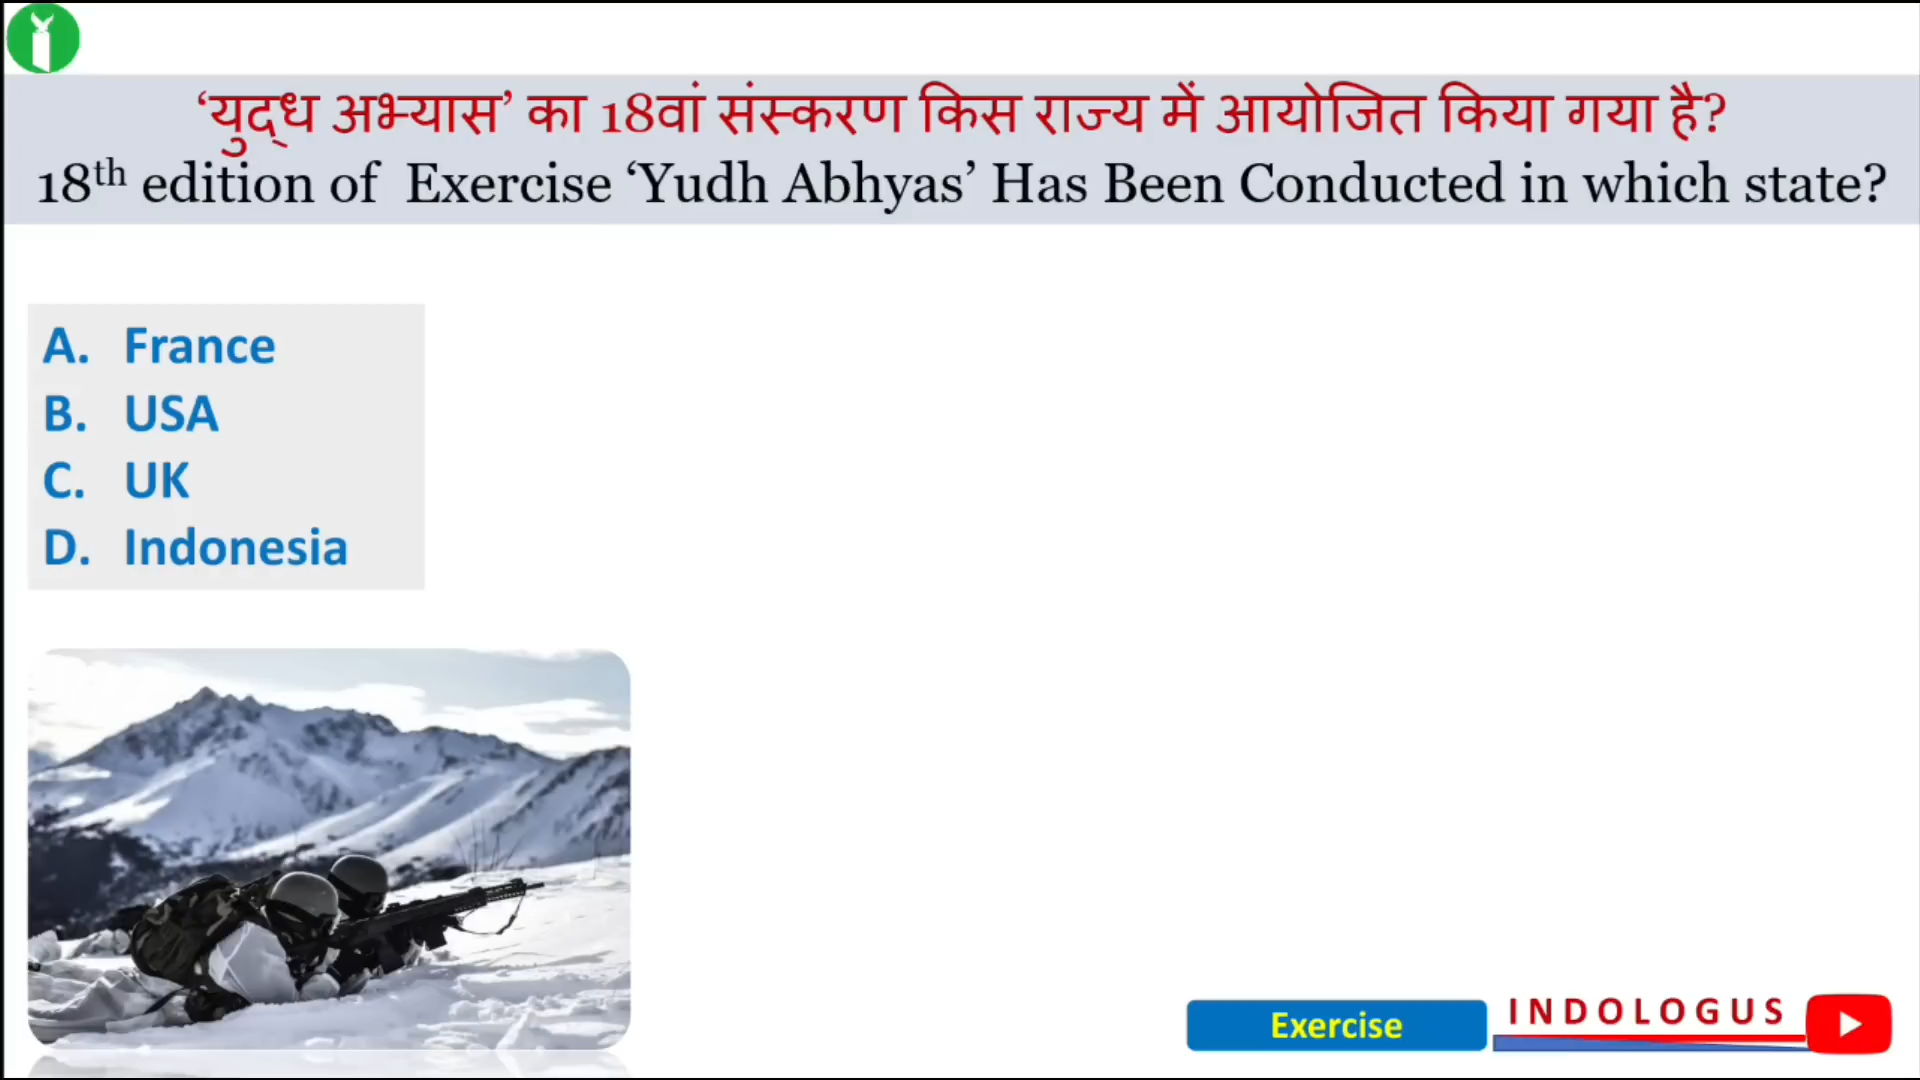 ‘युद्ध अभ्यास’ का 18वां संस्करण किस राज्य में आयोजित किया गया है?
18th edition of Exercise ‘Yudh Abhyas’ Has Been Conducted in which state?
A. France
B. USA
C. UK
D. Indonesia
Exercise
INDOLOGUS